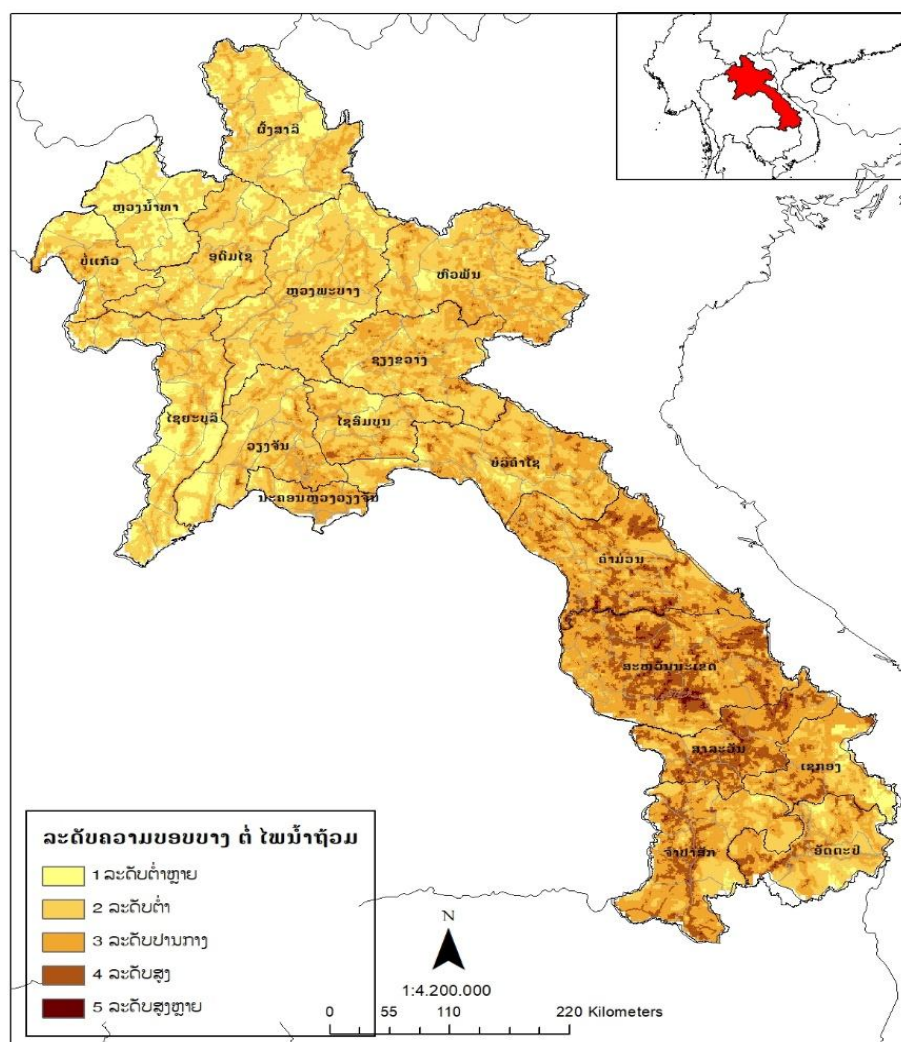 ຜົ້ງສາລີ
ຫຼວງນ້ຳທາ
ບໍ່ແກ້ວ
ອຸດົມໄຊ
ຫຼວງພະບາງ
ຫົວພັນ
ຊຽງຂວາງ
ໄຊຍະບູລີ
ໄຊສົມບູນ
ວຽງຈັນ
ບໍລິຄຳໄຊ
ນະຄອນຫຼວງວຽງຈັນ
ຄຳມ່ວນ
ສະຫວັນນະເຂດ
ສາລະວັນ
ເຊກອງ
ຈຳປາສັກ
ອັດຕະປື
ລະດັບຄວາມບອບບາງ ຕໍ່ ໄພນ້ຳຖ້ວມ
1 ລະດັບຕ່ຳຫຼາຍ
2 ລະດັບຕ່ຳ
3 ລະດັບປານກາງ
4 ລະດັບສູງ
5 ລະດັບສູງຫຼາຍ
N
1:4.200.000
0 55 110 220 Kilometers